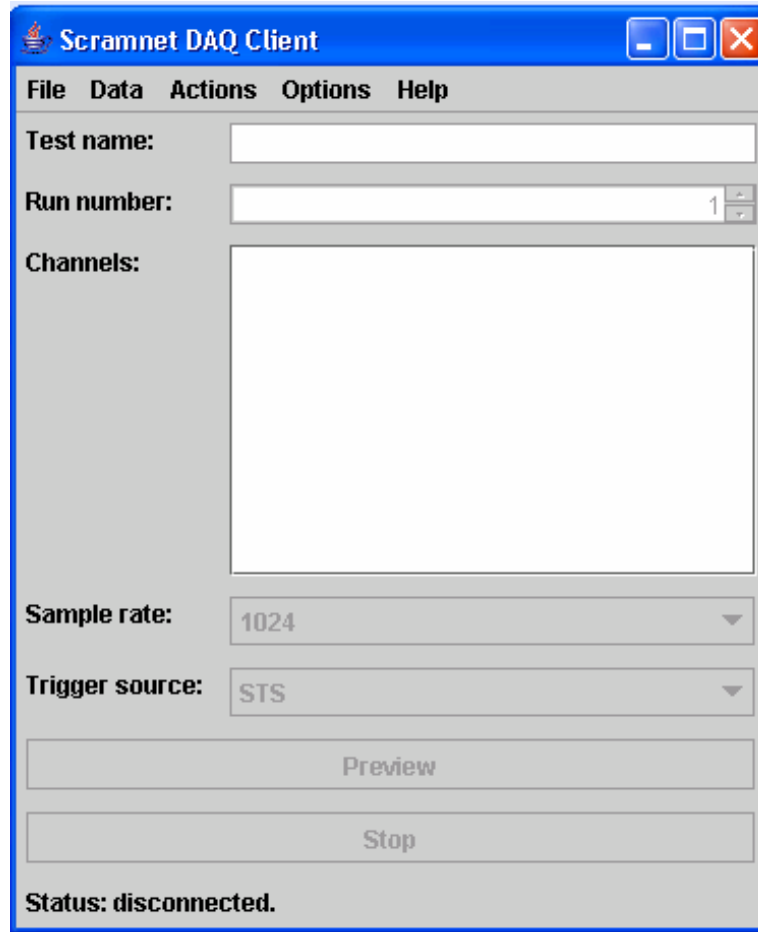 Scramnet DAQ Client
File Data Actions Options Help
Test name:
Run number: 1
Channels:
Sample rate: 1024
Trigger source: STS
Preview
Stop
Status: disconnected.